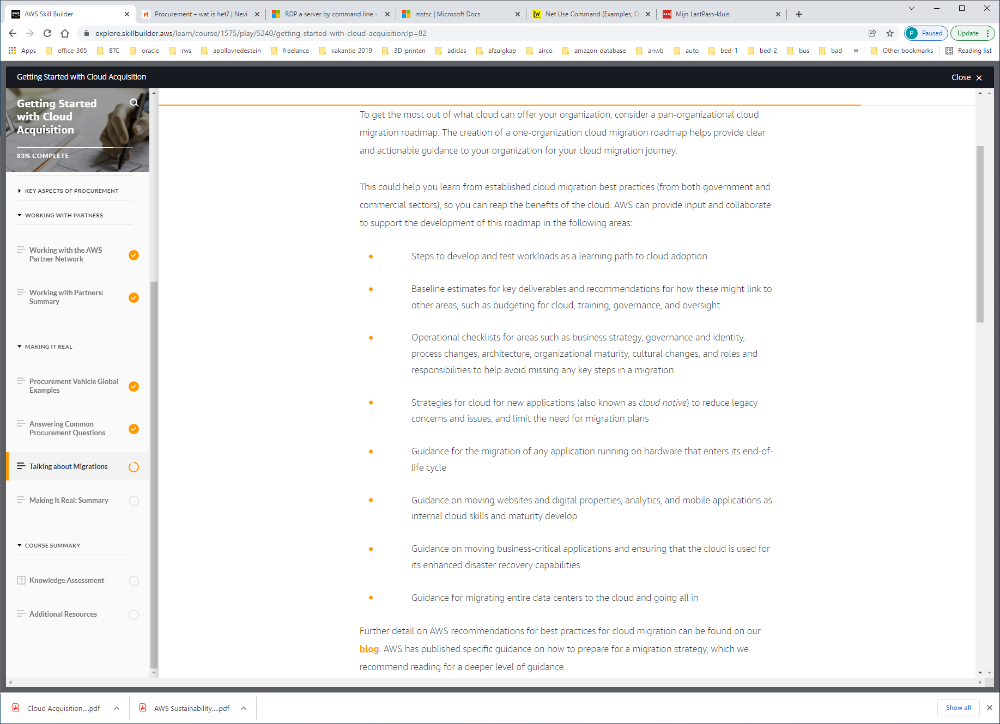 AWS Skill Builder
Procurement – wat is het? | Nevi
RDP a server by command line -
mstsc | Microsoft Docs
Net Use Command (Examples, O
Mijn LastPass-kluis
explore.skillbuilder.aws/learn/course/1575/play/5240/getting-started-with-cloud-acquisition;lp=82
P Paused
Update
Apps
office-365
BTC
oracle
rws
apollovredestein
freelance
vakantie-2019
3D-printen
adidas
afzuigkap
airco
amazon-database
anwb
auto
bed-1
bed-2
bus
bad
»
Other bookmarks
Reading list
Getting Started with Cloud Acquisition
Close
Getting Started
with Cloud
Acquisition
83% COMPLETE
KEY ASPECTS OF PROCUREMENT
WORKING WITH PARTNERS
Working with the AWS
Partner Network
Working with Partners:
Summary
MAKING IT REAL
Procurement Vehicle Global
Examples
Answering Common
Procurement Questions
Talking about Migrations
Making It Real: Summary
COURSE SUMMARY
Knowledge Assessment
Additional Resources
To get the most out of what cloud can offer your organization, consider a pan-organizational cloud
migration roadmap. The creation of a one-organization cloud migration roadmap helps provide clear
and actionable guidance to your organization for your cloud migration journey.
This could help you learn from established cloud migration best practices (from both government and
commercial sectors), so you can reap the benefits of the cloud. AWS can provide input and collaborate
to support the development of this roadmap in the following areas:
• Steps to develop and test workloads as a learning path to cloud adoption
• Baseline estimates for key deliverables and recommendations for how these might link to
other areas, such as budgeting for cloud, training, governance, and oversight
• Operational checklists for areas such as business strategy, governance and identity,
process changes, architecture, organizational maturity, cultural changes, and roles and
responsibilities to help avoid missing any key steps in a migration
• Strategies for cloud for new applications (also known as cloud native) to reduce legacy
concerns and issues, and limit the need for migration plans
• Guidance for the migration of any application running on hardware that enters its end-of-
life cycle
• Guidance on moving websites and digital properties, analytics, and mobile applications as
internal cloud skills and maturity develop
• Guidance on moving business-critical applications and ensuring that the cloud is used for
its enhanced disaster recovery capabilities
• Guidance for migrating entire data centers to the cloud and going all in
Further detail on AWS recommendations for best practices for cloud migration can be found on our
blog. AWS has published specific guidance on how to prepare for a migration strategy, which we
recommend reading for a deeper level of guidance.
Cloud Acquisition....pdf
AWS Sustainability....pdf
Show all